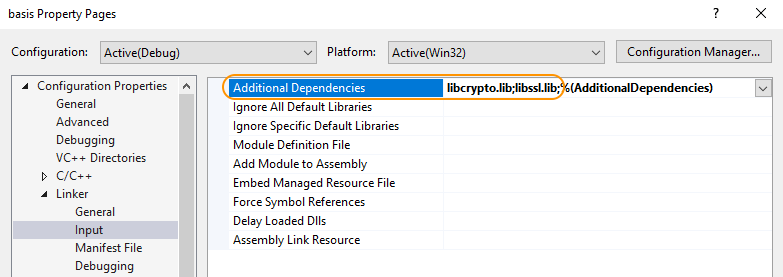 basis Property Pages
Configuration: Active(Debug) Platform: Active(Win32) Configuration Manager...
Configuration Properties
General
Advanced
Debugging
VC++ Directories
C/C++
Linker
General
Input
Manifest File
Debugging
Additional Dependencies libcrypto.lib;libssl.lib;%(AdditionalDependencies)
Ignore All Default Libraries
Ignore Specific Default Libraries
Module Definition File
Add Module to Assembly
Embed Managed Resource File
Force Symbol References
Delay Loaded Dlls
Assembly Link Resource